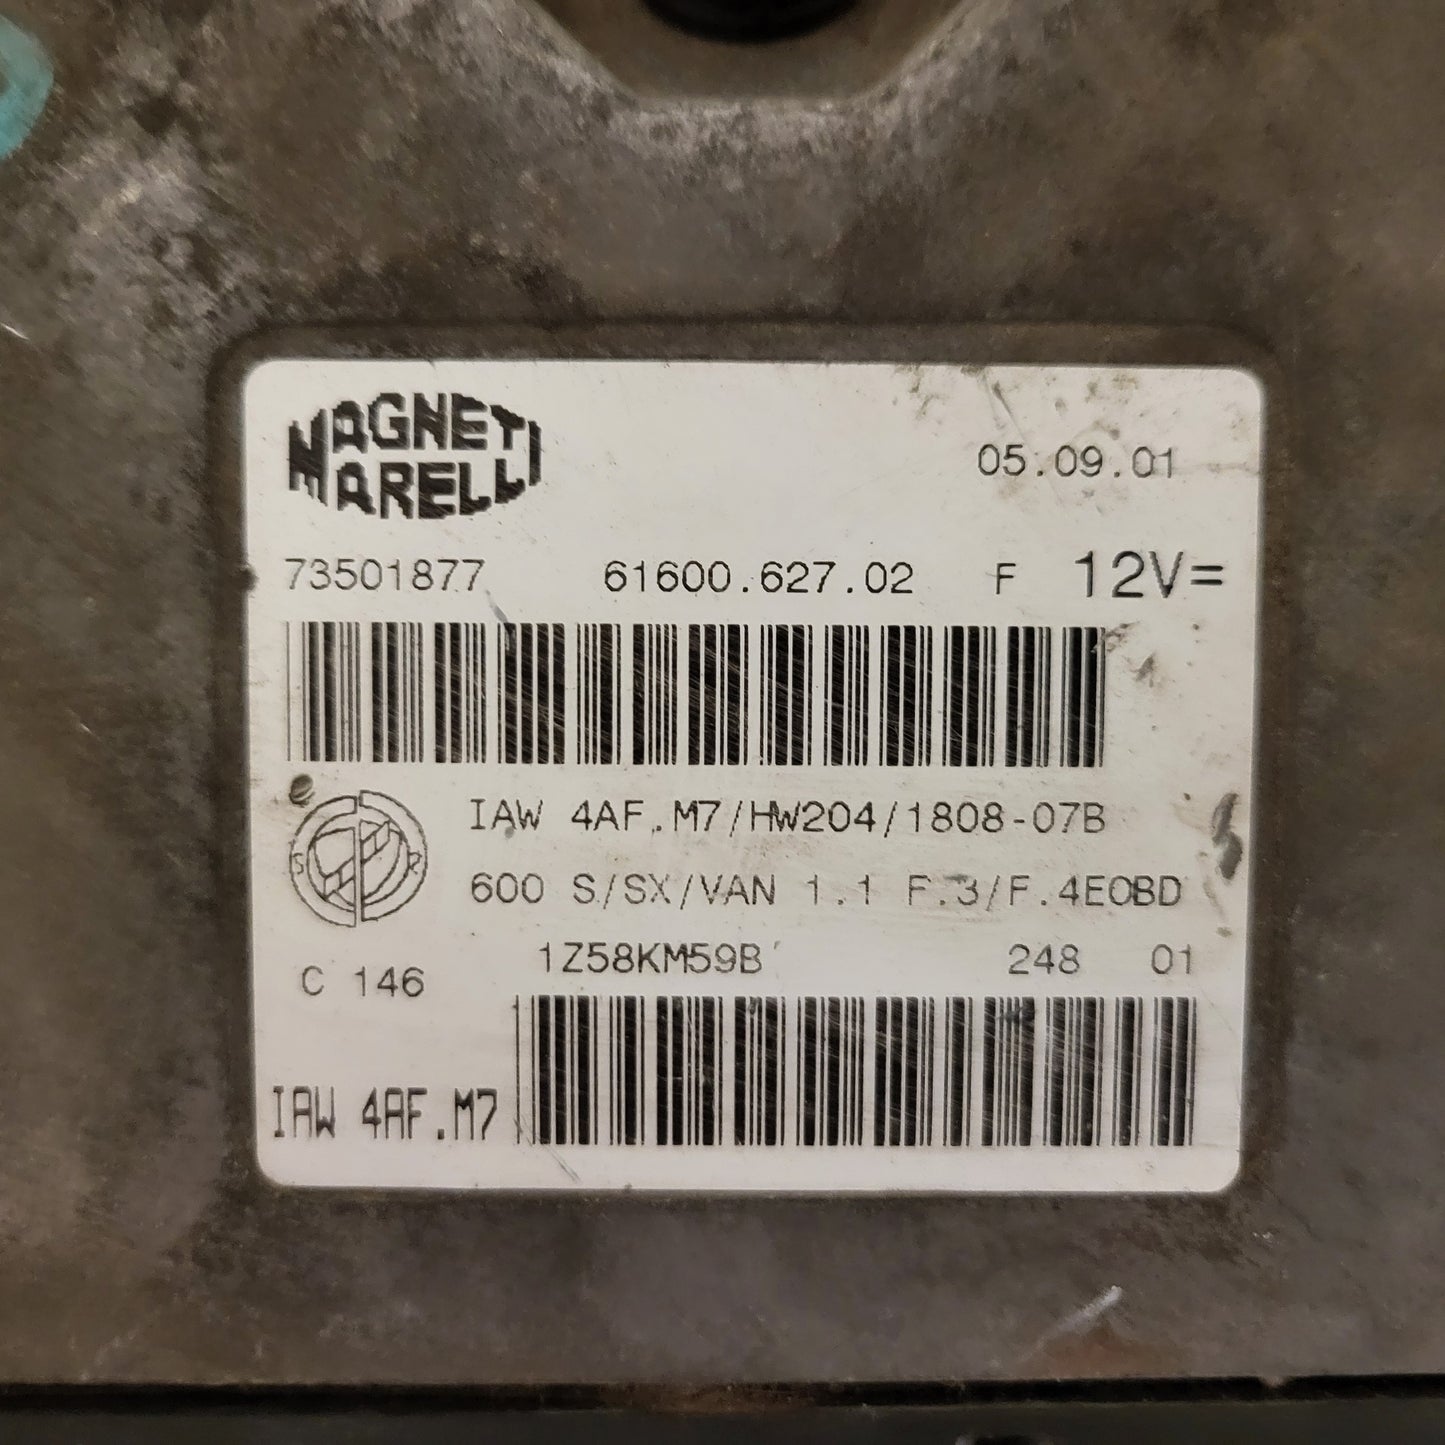 MAGNETI
MARELLI
05.09.01
73501877 61600.627.02 F 12V=
IAW 4AF.M7/HW204/1808-07B
S R
600 S/SX/VAN 1.1 F.3/F.4EOBD
1Z58KM59B 248 01
C 146
IAW 4AF.M7